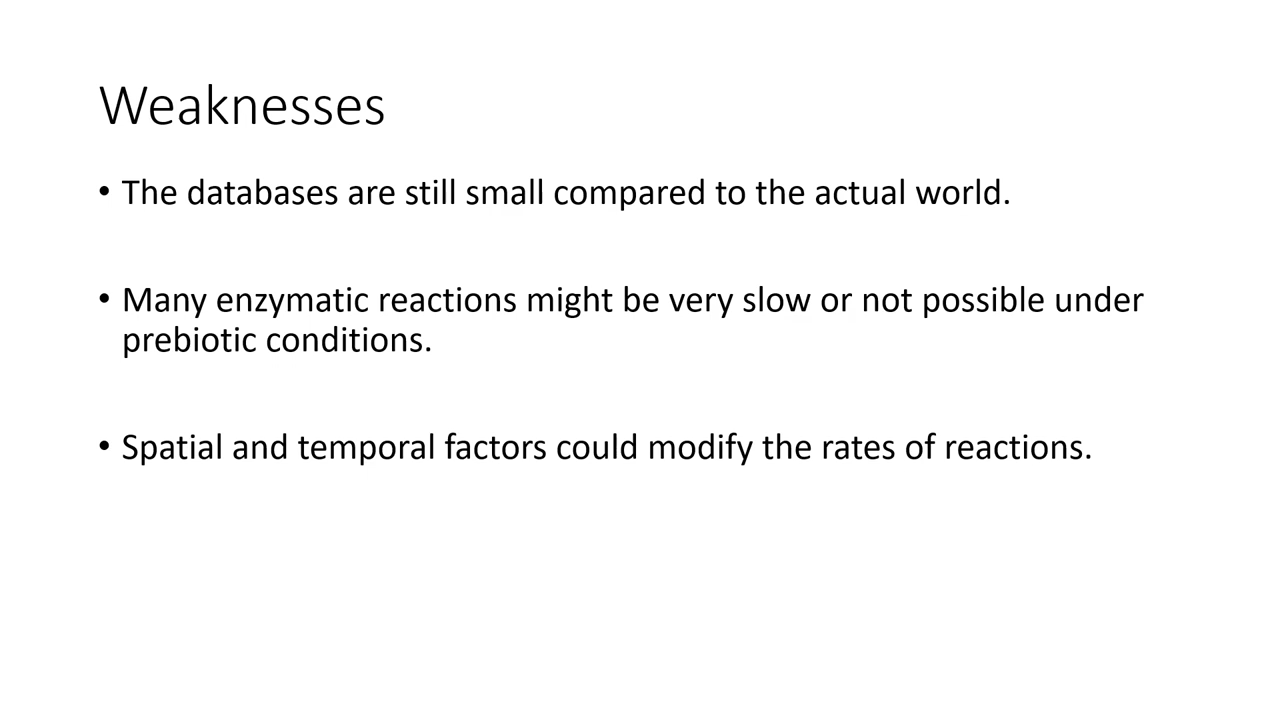 Weaknesses
• The databases are still small compared to the actual world.
• Many enzymatic reactions might be very slow or not possible under
prebiotic conditions.
• Spatial and temporal factors could modify the rates of reactions.